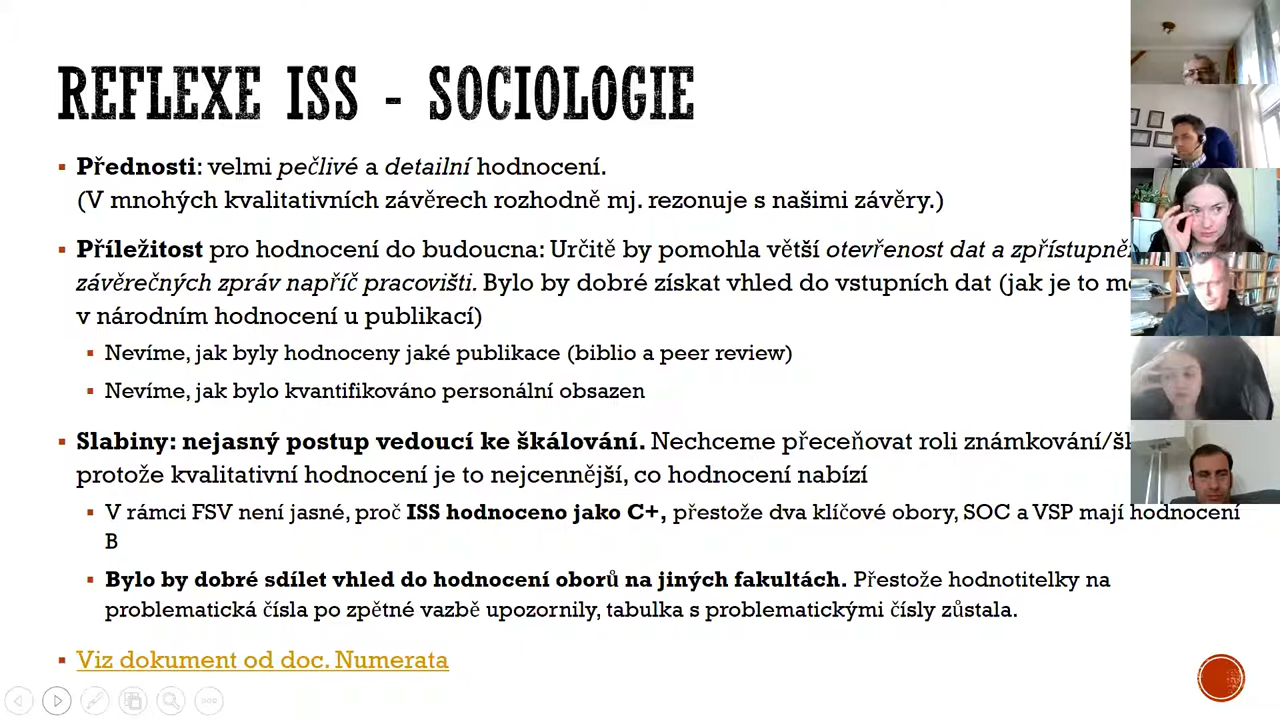 REFLEXE ISS - SOCIOLOGIE
Přednosti: velmi pečlivé a detailní hodnocení.
(V mnohých kvalitativních závěrech rozhodně mj. rezonuje s našimi závěry.)
Příležitost pro hodnocení do budoucna: Určitě by pomohla větší otevřenost dat a
závěrečných zpráv napříč pracovišti. Bylo by dobré získat vhled do vstupních dat (jak je to
v národním hodnocení u publikací)
Nevíme, jak byly hodnoceny jaké publikace (biblio a peer review)
Nevíme, jak bylo kvantifikováno personální obsazen
Slabiny: nejasný postup vedoucí ke škálování. Nechceme přeceňovat roli
protože kvalitativní hodnocení je to nejcennější, co hodnocení nabízí
V rámci FSV není jasné, proč ISS hodnoceno jako C+, přestože dva klíčové obory, SOC a VSP mají hodnocení
B
Bylo by dobré sdílet vhled do hodnocení oborů na jiných fakultách. Přestože hodnotitelky na
problematická čísla po zpětné vazbě upozornily, tabulka s problematickými čísly zůstala.
Viz dokument od doc. Numerata